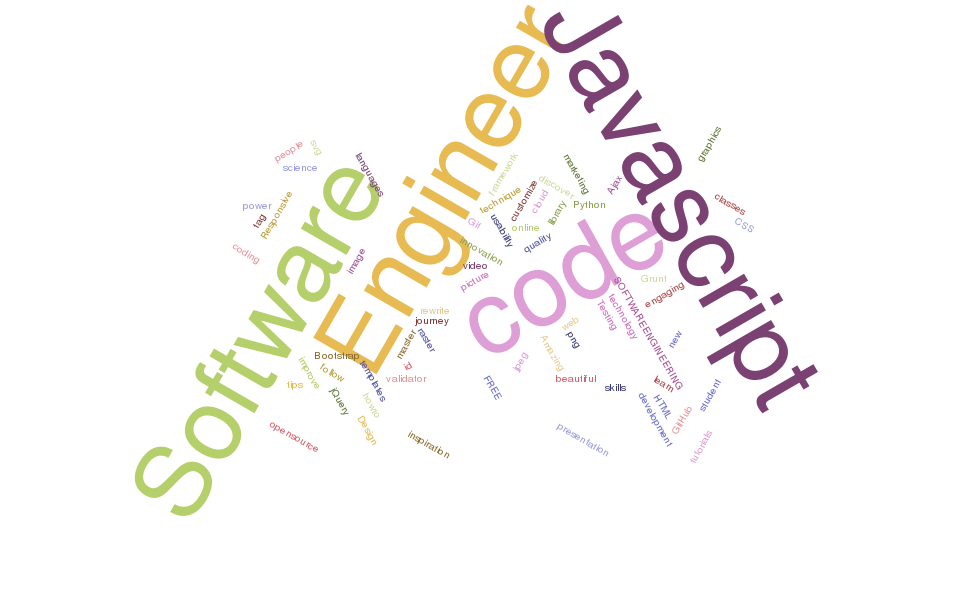 Software
Engineer
Javascript
code
people
svg
science
languages
power
tag
Responsive
coding
image
framework
technique
customize
discover
marketing
cloud
library
Python
Ajax
graphics
classes
CSS
Git
usability
online
quality
innovation
video
picture
Grunt
engaging
SOFTWAREENGINEERING
technology
Testing
rewrite
journey
master
raster
web
png
Amazing
jpeg
new
Bootstrap
follow
improve
tips
jQuery
templates
id
validator
howto
Design
FREE
beautiful
skills
learn
HTML
development
GitHub
student
tutorials
opensource
inspiration
presentation